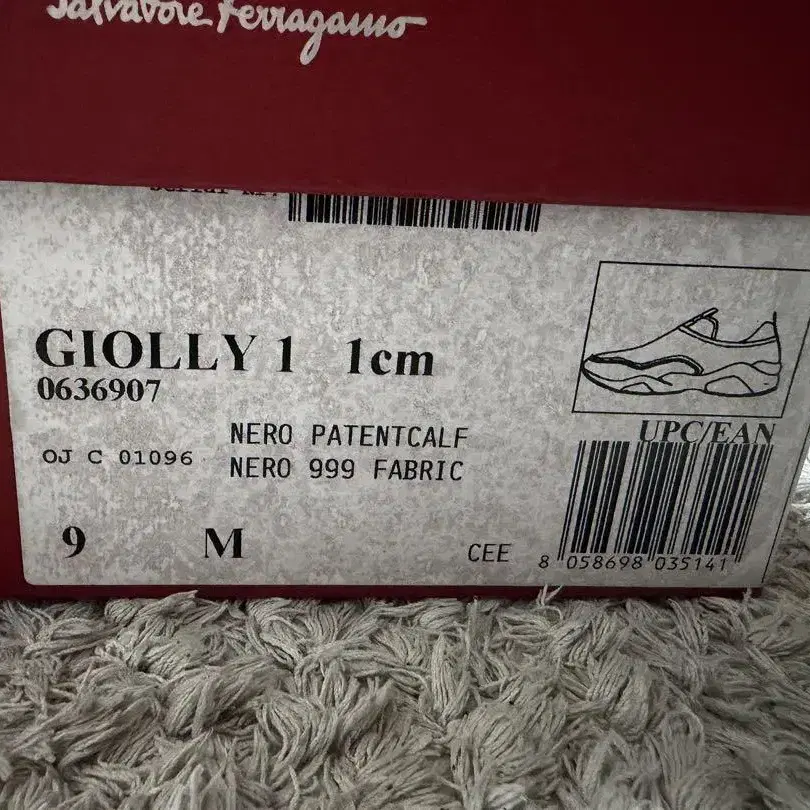 Salvatore Ferragamo
GIOLLY 1 1cm
0636907
NERO PATENTCALF
OJ C 01096 NERO 999 FABRIC
9 M
CEE
UPC/EAN
8 058698 035141